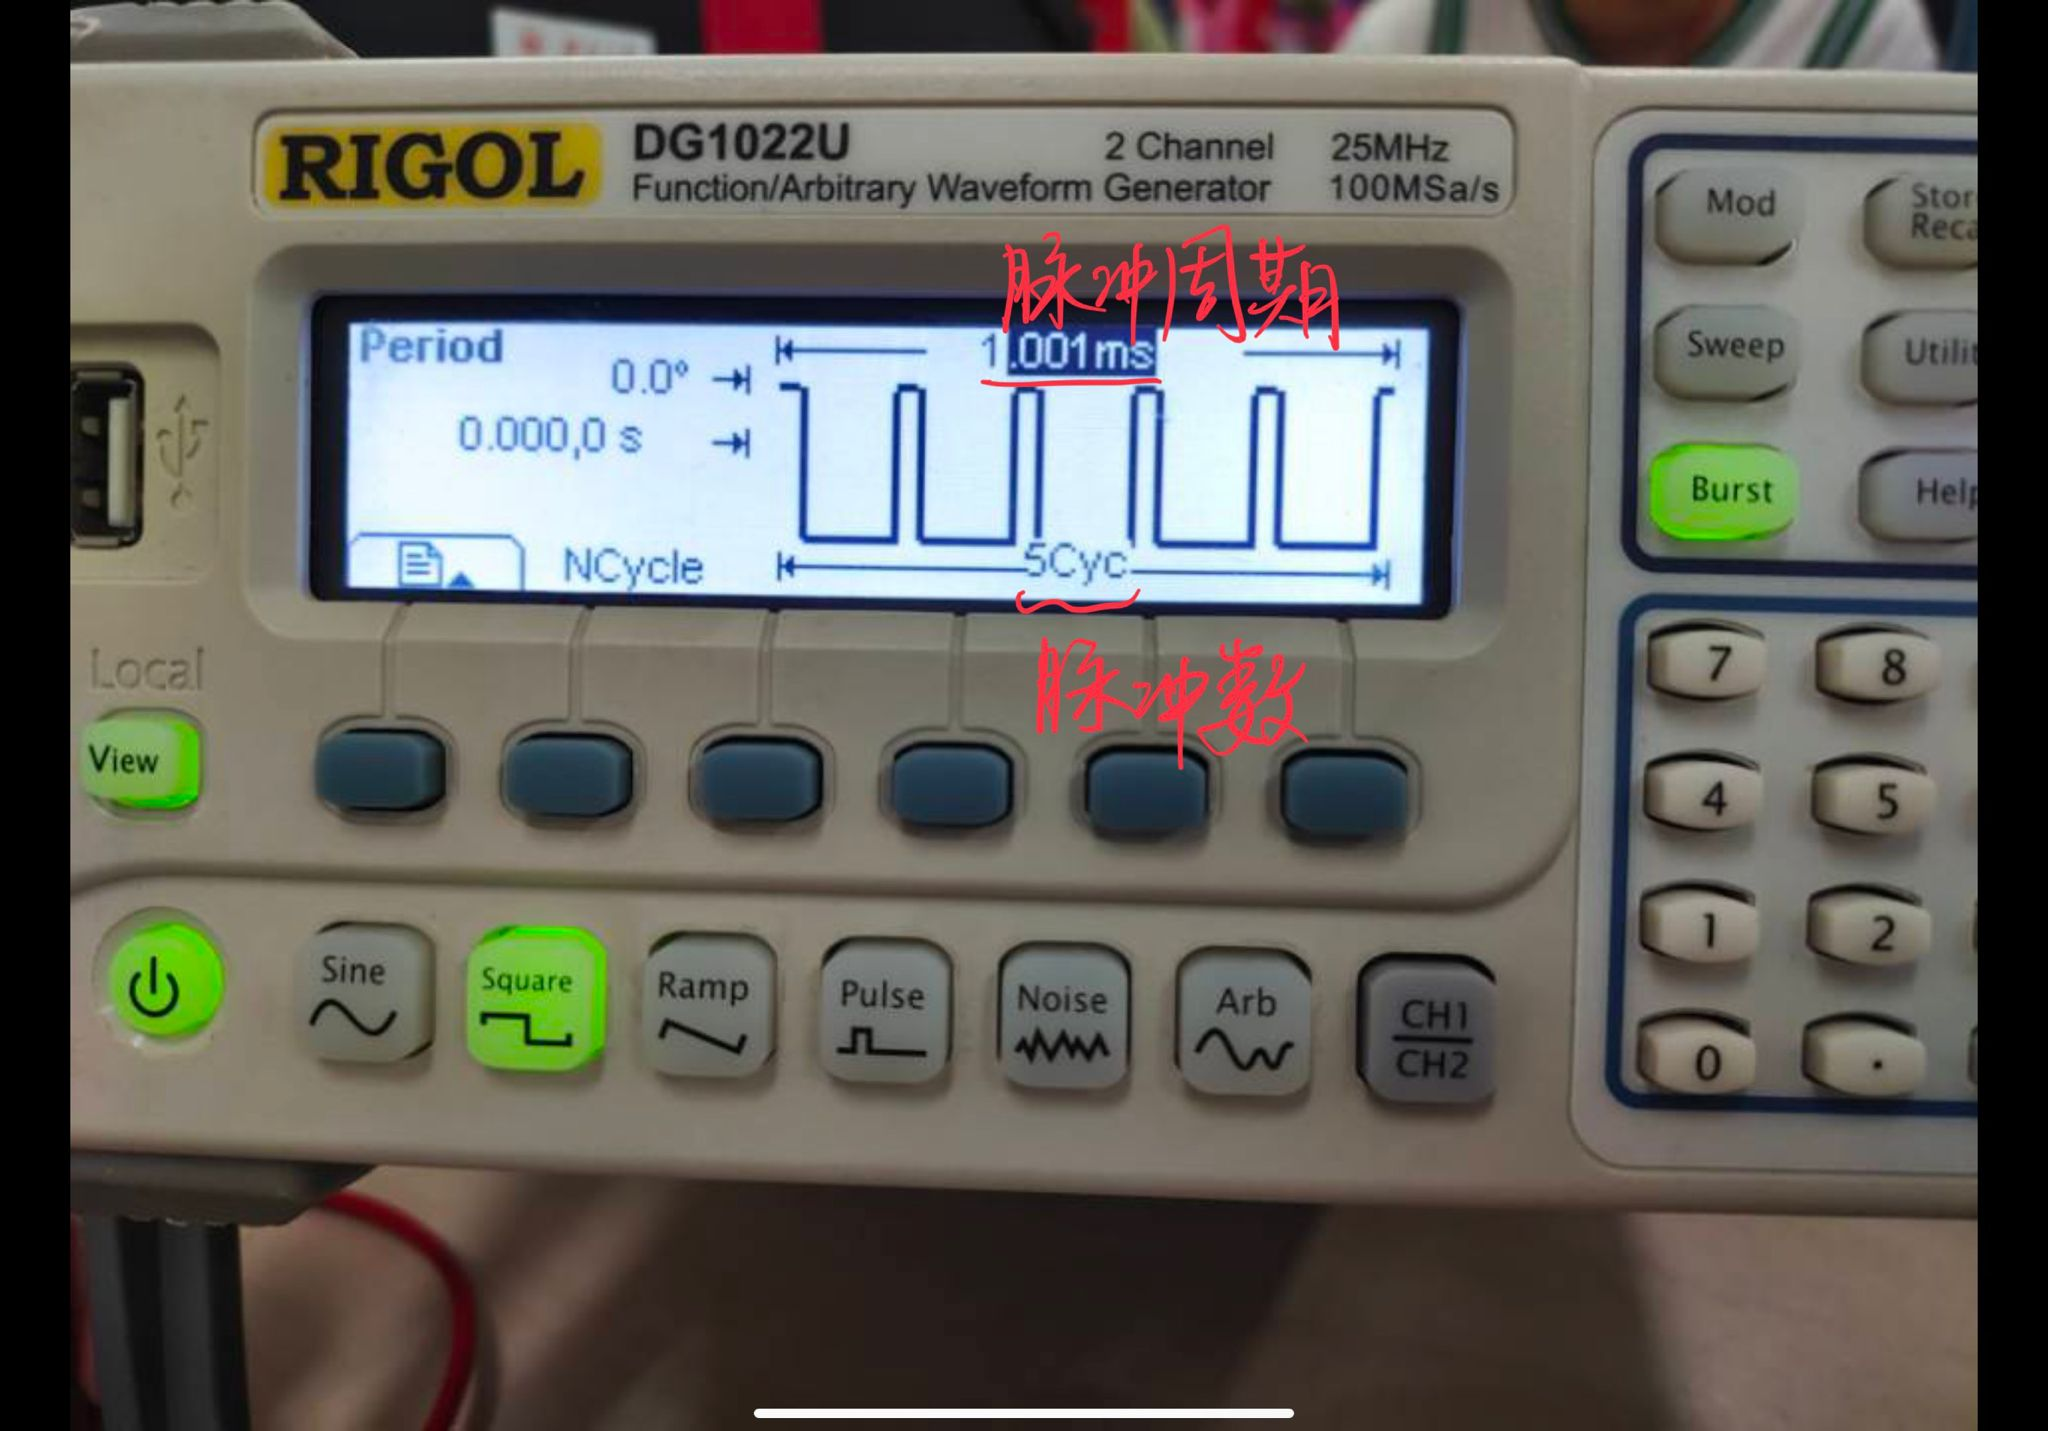 RIGOL
DG1022U 2 Channel 25MHz
Function/Arbitrary Waveform Generator 100MSa/s
脉冲周期
Period
1.001ms
0.0°
0.000,0 s
NCycle
5Cyc
脉冲数
Mod
Stor
Reca
Sweep
Utilit
Burst
Help
Local
View
7
8
4
5
1
2
0
.
Sine
Square
Ramp
Pulse
Noise
Arb
CH1
CH2